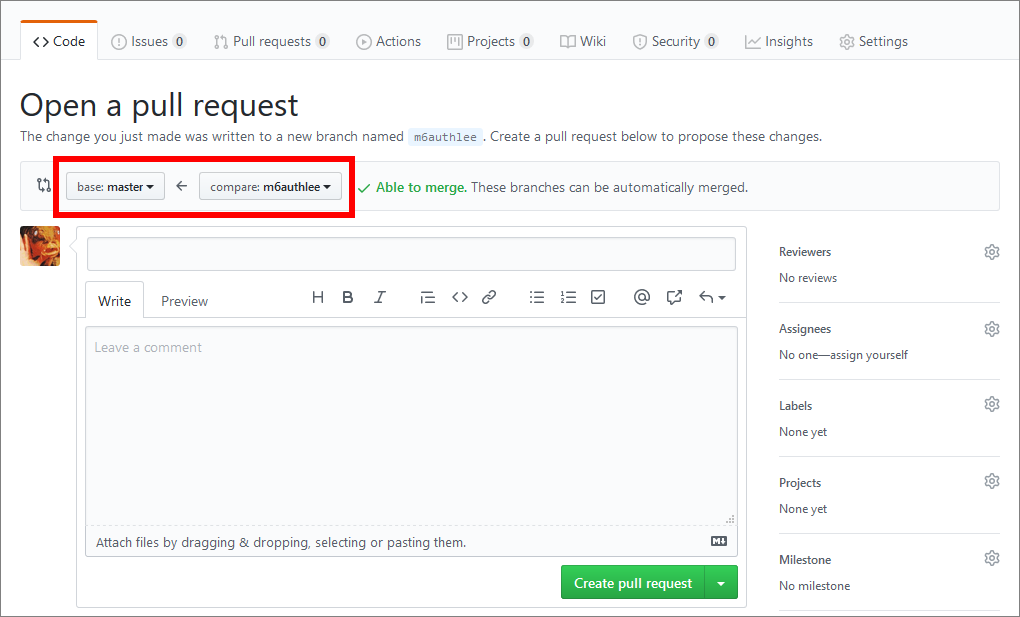 Code Issues 0 Pull requests 0 Actions Projects 0 Wiki Security 0 Insights Settings
Open a pull request
The change you just made was written to a new branch named m6authlee . Create a pull request below to propose these changes.
base: master compare: m6authlee Able to merge. These branches can be automatically merged.
Write Preview
Leave a comment
Attach files by dragging & dropping, selecting or pasting them.
Create pull request
Reviewers
No reviews
Assignees
No one—assign yourself
Labels
None yet
Projects
None yet
Milestone
No milestone